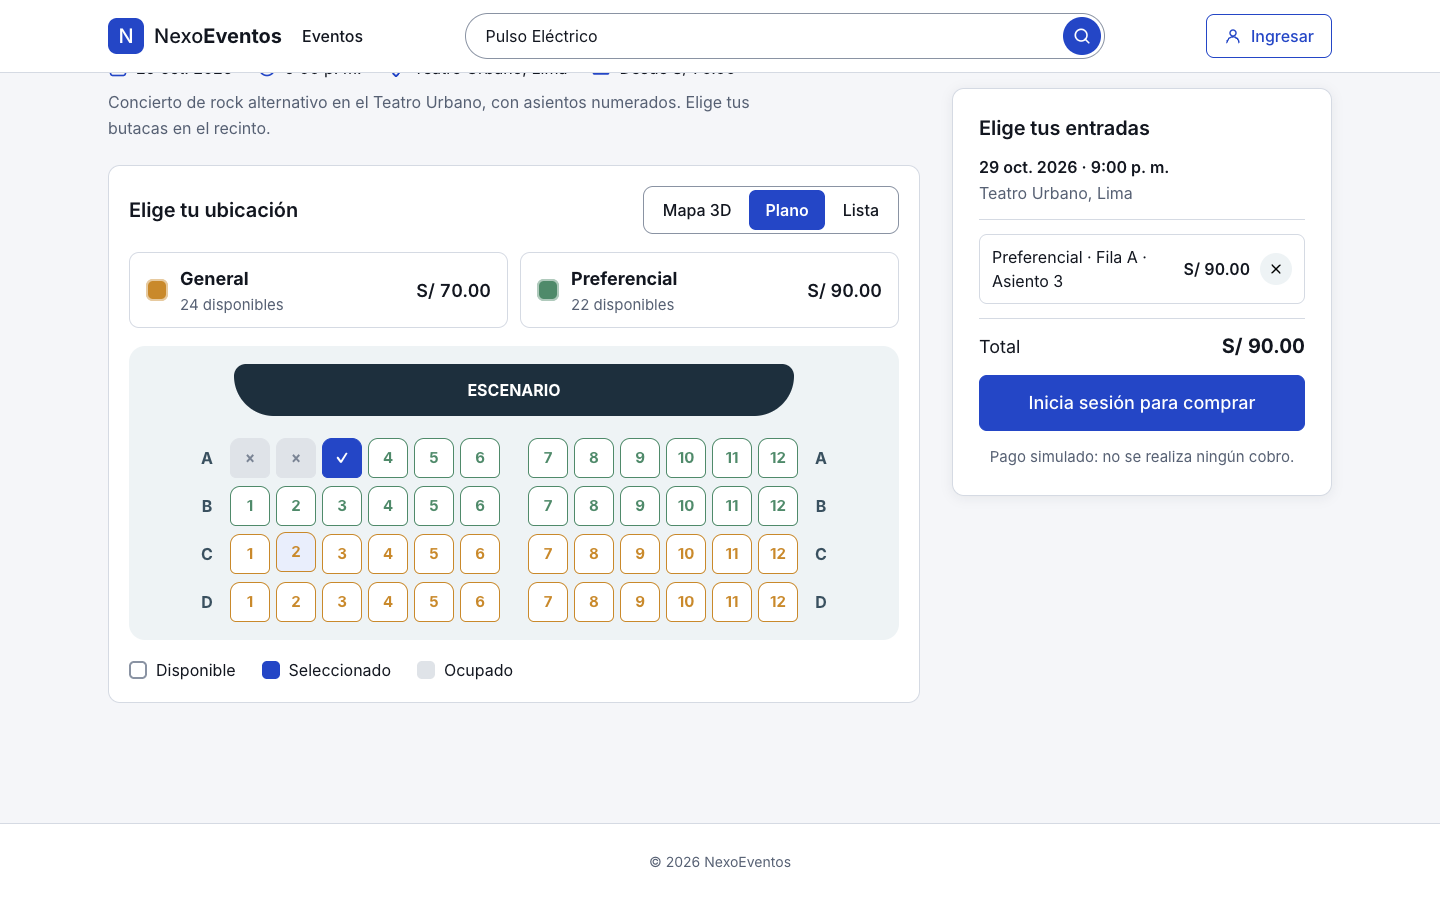 N NexoEventos Eventos Pulso Eléctrico Ingresar
Concierto de rock alternativo en el Teatro Urbano, con asientos numerados. Elige tus
butacas en el recinto.
Elige tu ubicación
Mapa 3D Plano Lista
General
24 disponibles
S/ 70.00
Preferencial
22 disponibles
S/ 90.00
ESCENARIO
A × × ✓ 4 5 6 7 8 9 10 11 12 A
B 1 2 3 4 5 6 7 8 9 10 11 12 B
C 1 2 3 4 5 6 7 8 9 10 11 12 C
D 1 2 3 4 5 6 7 8 9 10 11 12 D
Disponible Seleccionado Ocupado
Elige tus entradas
29 oct. 2026 · 9:00 p. m.
Teatro Urbano, Lima
Preferencial · Fila A ·
Asiento 3
S/ 90.00 ×
Total S/ 90.00
Inicia sesión para comprar
Pago simulado: no se realiza ningún cobro.
© 2026 NexoEventos